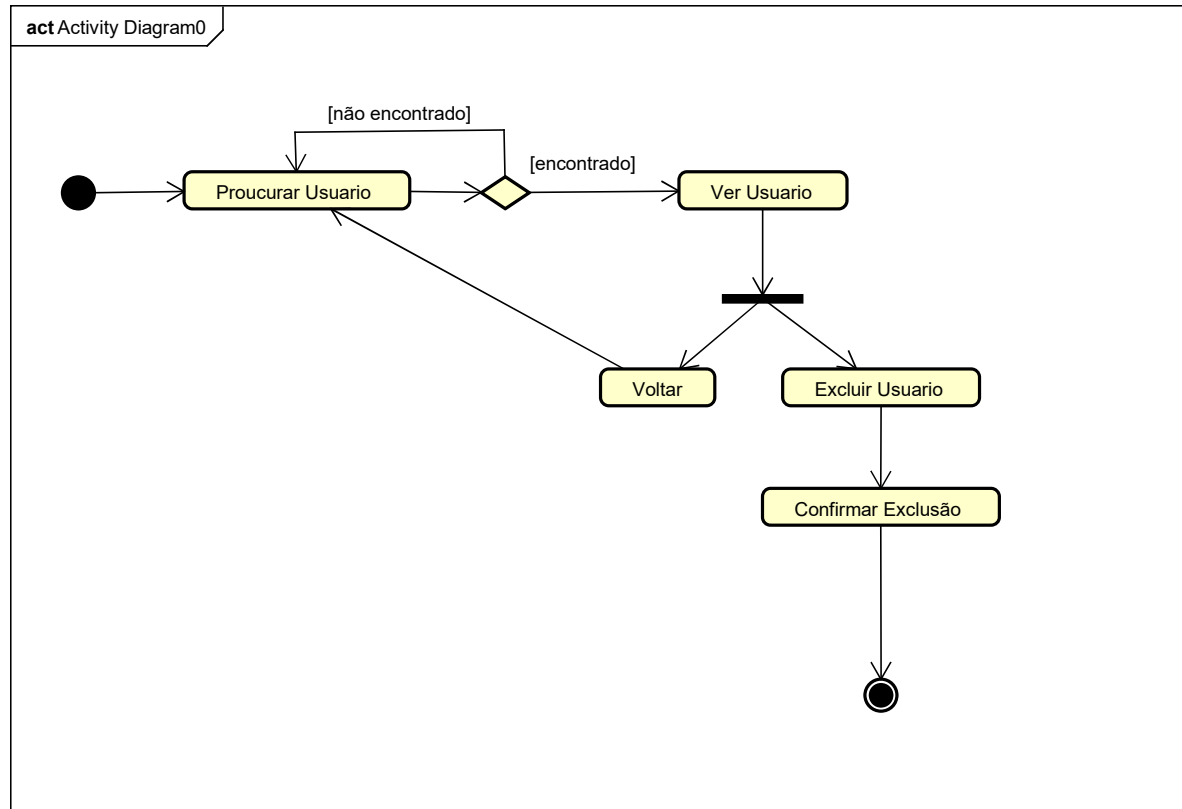 act Activity Diagram0
[não encontrado]
[encontrado]
Proucurar Usuario
Ver Usuario
Voltar
Excluir Usuario
Confirmar Exclusão